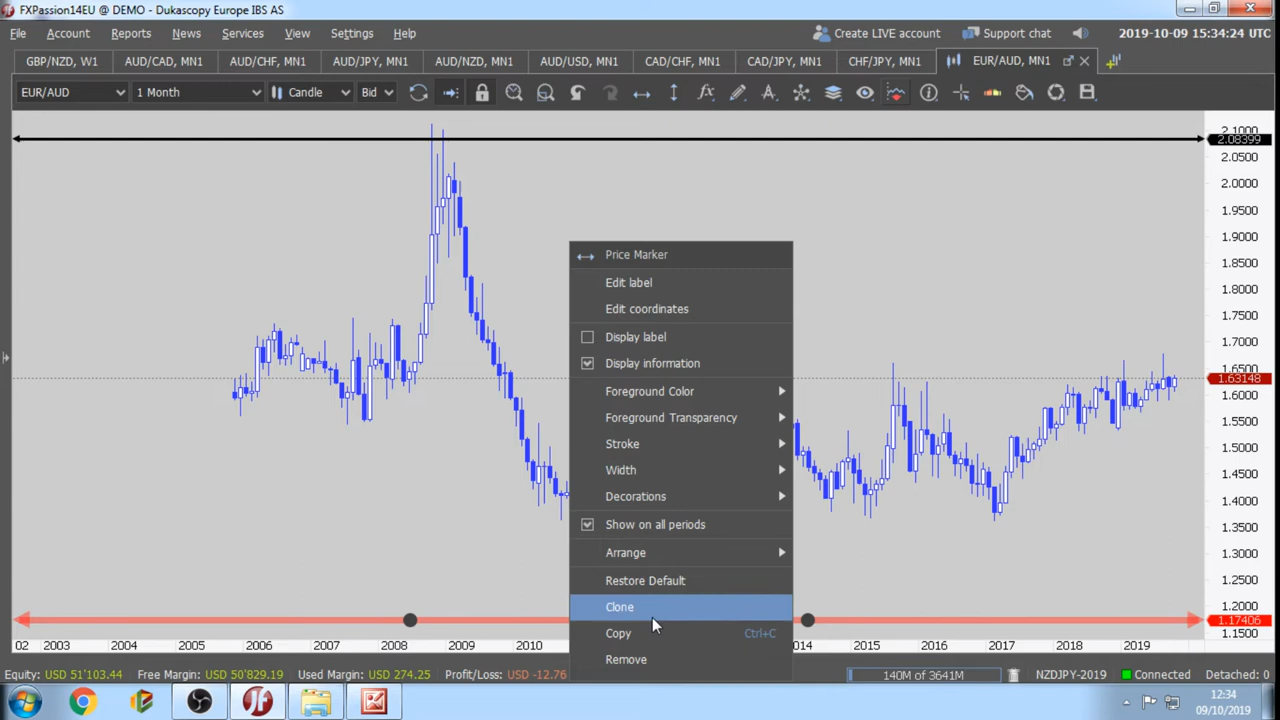 FXPassion14EU @ DEMO - Dukascopy Europe IBS AS
File Account Reports News Services View Settings Help Create LIVE account Support chat 2019-10-09 15:34:24 UTC
GBP/NZD, W1 AUD/CAD, MN1 AUD/CHF, MN1 AUD/JPY, MN1 AUD/NZD, MN1 AUD/USD, MN1 CAD/CHF, MN1 CAD/JPY, MN1 CHF/JPY, MN1 EUR/AUD, MN1
EUR/AUD 1 Month Candle Bid
2.1000
2.08399
2.0500
2.0000
1.9500
1.9000
1.8500
1.8000
1.7500
1.7000
1.6500
1.63148
1.6000
1.5500
1.5000
1.4500
1.4000
1.3500
1.3000
1.2500
1.2000
1.17406
1.1500
Price Marker
Edit label
Edit coordinates
Display label
Display information
Foreground Color
Foreground Transparency
Stroke
Width
Decorations
Show on all periods
Arrange
Restore Default
Clone
Copy Ctrl+C
Remove
02 2003 2004 2005 2006 2007 2008 2009 2010 2014 2015 2016 2017 2018 2019
Equity: USD 51'103.44 Free Margin: USD 50'829.19 Used Margin: USD 274.25 Profit/Loss: USD -12.76 140M of 3641M NZDJPY-2019 Connected Detached: 0
12:34
09/10/2019